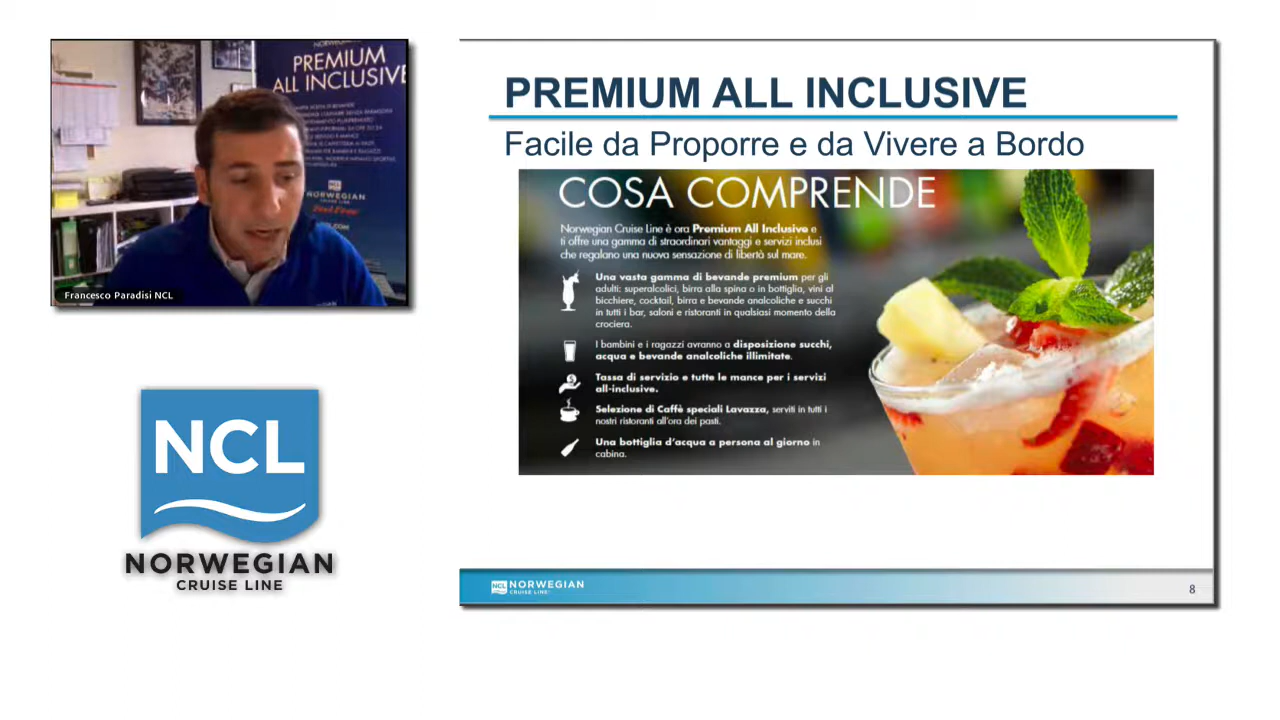 PREMIUM
ALL INCLUSIVE
NORWEGIAN
CRUISE LINE
Francesco Paradisi NCL
NCL
NORWEGIAN
CRUISE LINE
PREMIUM ALL INCLUSIVE
Facile da Proporre e da Vivere a Bordo
COSA COMPRENDE
Norwegian Cruise Line è ora Premium All Inclusive e
ti offre una gamma di straordinari vantaggi e servizi inclusi
che regalano una nuova sensazione di libertà sul mare.
Una vasta gamma di bevande premium per gli
adulti: superalcolici, birra alla spina o in bottiglia, vini al
bicchiere, cocktail, birra e bevande analcoliche e succhi
in tutti i bar, saloni e ristoranti in qualsiasi momento della
crociera.
I bambini e i ragazzi avranno a disposizione succhi,
acqua e bevande analcoliche illimitate.
Tassa di servizio e tutte le mance per i servizi
all-inclusive.
Selezione di Caffè speciali Lavazza, serviti in tutti i
nostri ristoranti all'ora dei pasti.
Una bottiglia d'acqua a persona al giorno in
cabina.
NCL NORWEGIAN
CRUISE LINE
8